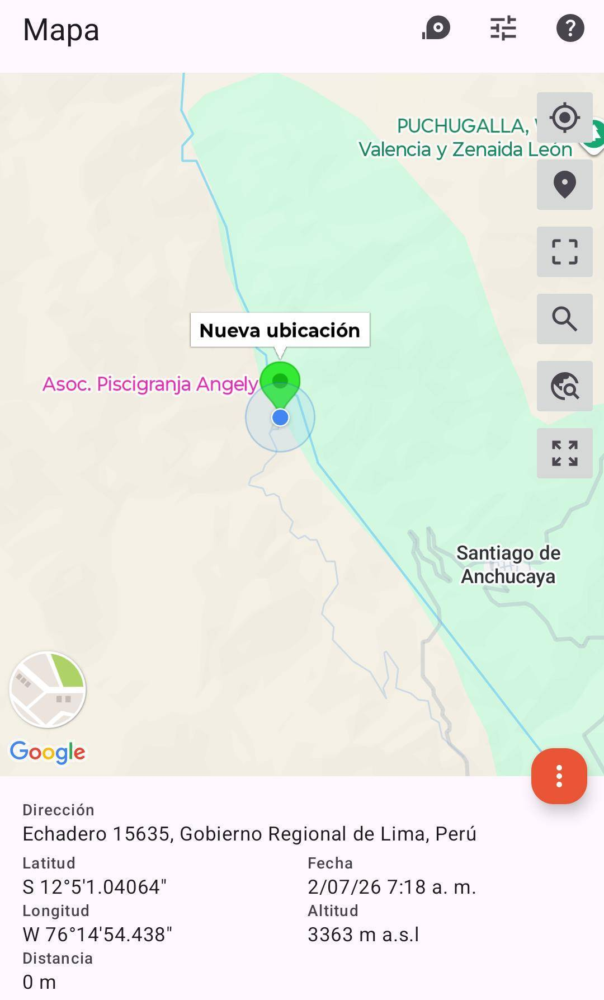 Mapa
PUCHUGALLA,
Valencia y Zenaida León
Nueva ubicación
Asoc. Piscigranja Angely
Santiago de
Anchucaya
Google
Dirección
Echadero 15635, Gobierno Regional de Lima, Perú
Latitud
S 12°5'1.04064"
Fecha
2/07/26 7:18 a. m.
Longitud
W 76°14'54.438"
Altitud
3363 m a.s.l
Distancia
0 m